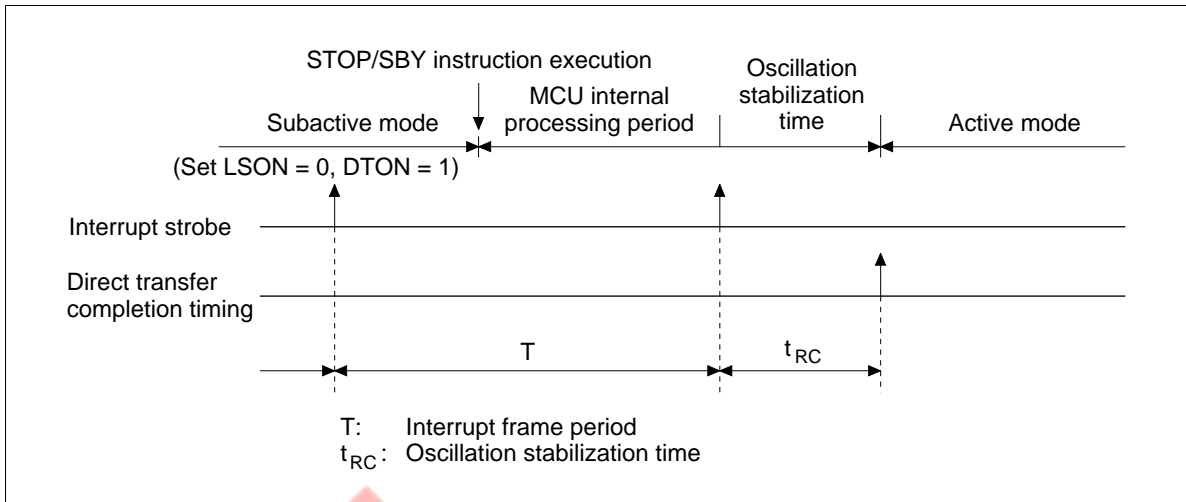 STOP/SBY instruction execution
Oscillation
stabilization
time
MCU internal
processing period
Subactive mode
Active mode
(Set LSON = 0, DTON = 1)
Interrupt strobe
Direct transfer
completion timing
T
tRC
T: Interrupt frame period
tRC: Oscillation stabilization time